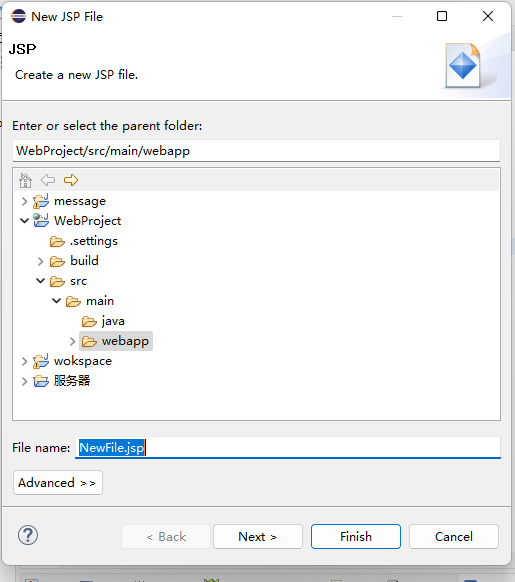 New JSP File
JSP
Create a new JSP file.
Enter or select the parent folder:
WebProject/src/main/webapp
message
WebProject
.settings
build
src
main
java
webapp
wokspace
服务器
File name: NewFile.jsp
Advanced >>
? < Back Next > Finish Cancel